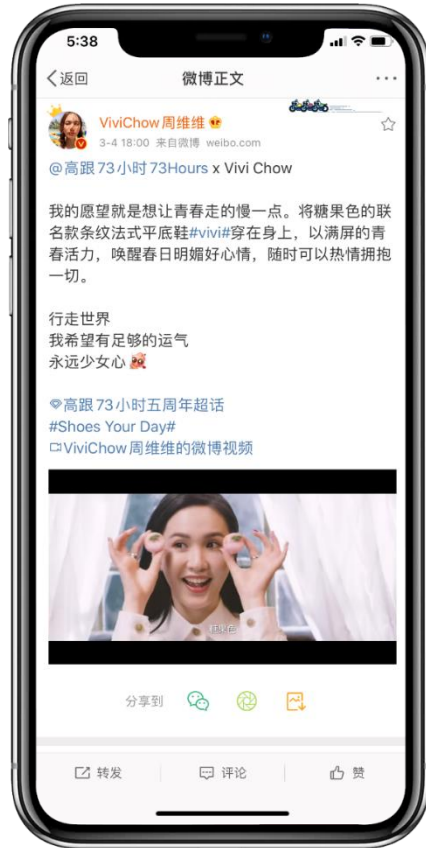 5:38
返回
微博正文
ViviChow周维维
3-4 18:00 来自微博 weibo.com
@高跟73小时73Hours x Vivi Chow
我的愿望就是想让青春走的慢一点。将糖果色的联
名款条纹法式平底鞋#vivi#穿在身上，以满屏的青
春活力，唤醒春日明媚好心情，随时可以热情拥抱
一切。
行走世界
我希望有足够的运气
永远少女心
高跟73小时五周年超话
#Shoes Your Day#
ViviChow周维维的微博视频
分享到
转发
评论
赞